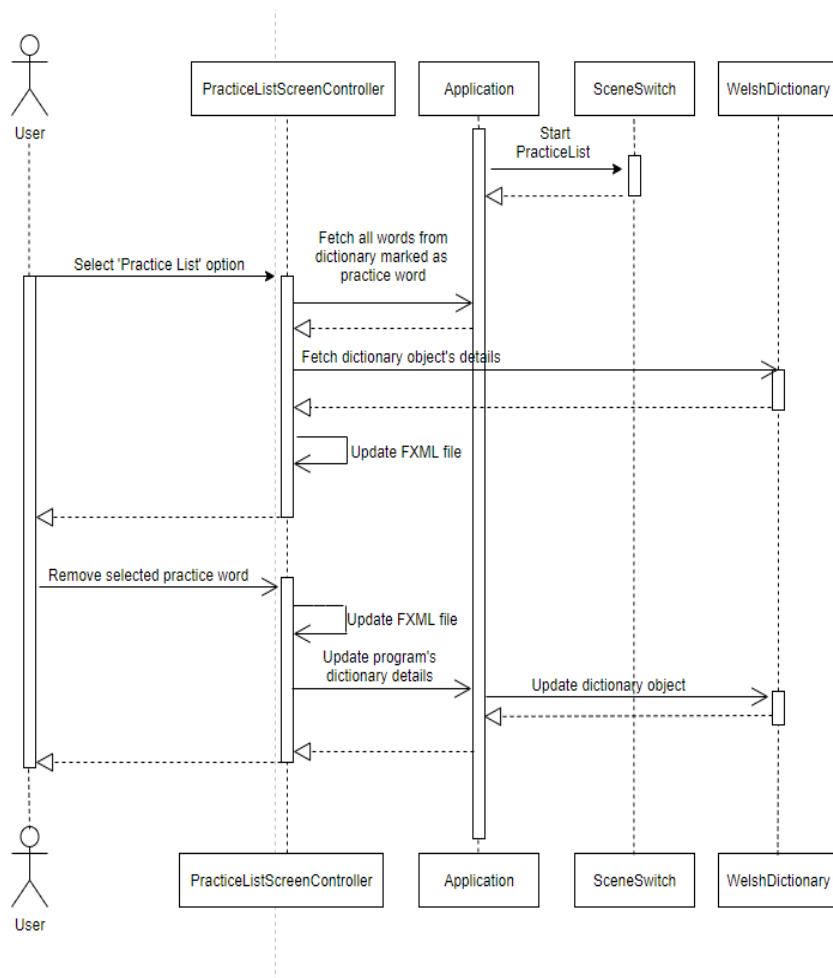 User
PracticeListScreenController
Application
SceneSwitch
WelshDictionary
Start
PracticeList
Fetch all words from
dictionary marked as
practice word
Select 'Practice List' option
Fetch dictionary object's details
Update FXML file
Remove selected practice word
Update FXML file
Update program's
dictionary details
Update dictionary object
User
PracticeListScreenController
Application
SceneSwitch
WelshDictionary